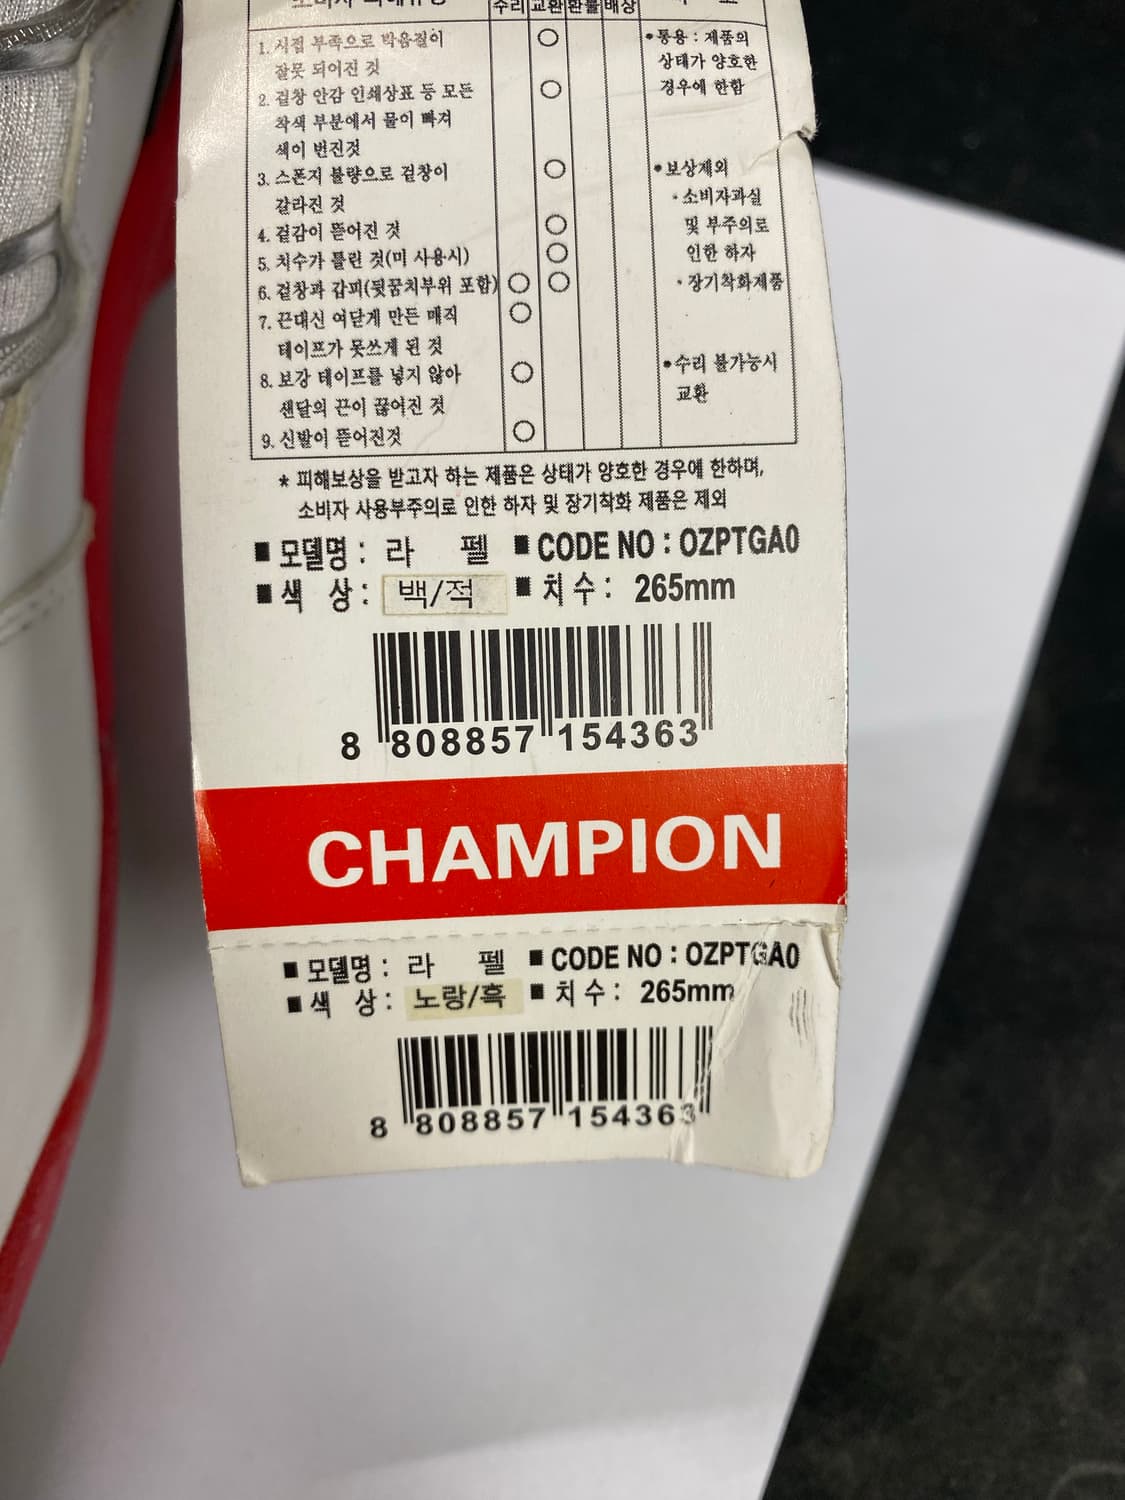 수리 교환 환불 배상
1. 시접 부족으로 박음질이 ○ •통용 : 제품의
잘못 되어진 것 상태가 양호한
2. 겉창 안감 인쇄상표 등 모든 ○ 경우에 한함
착색 부분에서 물이 빠져
색이 번진것
3. 스폰지 불량으로 겉창이 ○ •보상제외
갈라진 것 · 소비자과실
4. 겉감이 뜯어진 것 ○ 및 부주의로
5. 치수가 틀린 것(미 사용시) ○ 인한 하자
6. 겉창과 갑피(뒷꿈치부위 포함) ○ ○ · 장기착화제품
7. 끈대신 여닫게 만든 매직 ○
테이프가 못쓰게 된 것
8. 보강 테이프를 넣지 않아 ○ •수리 불가능시
샌달의 끈이 끊어진 것 교환
9. 신발이 뜯어진것 ○
* 피해보상을 받고자 하는 제품은 상태가 양호한 경우에 한하며,
소비자 사용부주의로 인한 하자 및 장기착화 제품은 제외
■ 모델명 : 라 펠 ■ CODE NO : OZPTGA0
■ 색 상 : 백/적 ■ 치 수 : 265mm
8 808857 154363
CHAMPION
■ 모델명 : 라 펠 ■ CODE NO : OZPTGA0
■ 색 상 : 노랑/흑 ■ 치 수 : 265mm
8 808857 154363